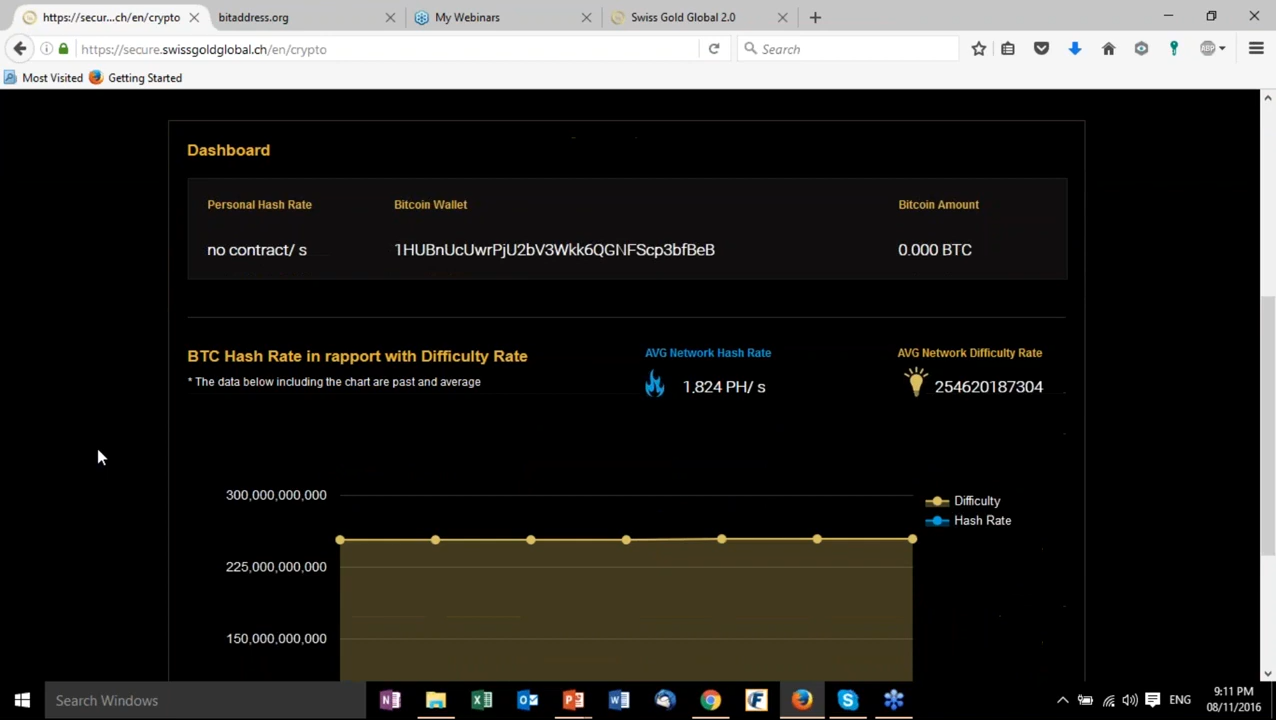 https://secur...ch/en/crypto
bitaddress.org
My Webinars
Swiss Gold Global 2.0
https://secure.swissgoldglobal.ch/en/crypto
Search
ABP
Most Visited
Getting Started
Dashboard
Personal Hash Rate
Bitcoin Wallet
Bitcoin Amount
no contract/ s
1HUBnUcUwrPjU2bV3Wkk6QGNFScp3bfBeB
0.000 BTC
BTC Hash Rate in rapport with Difficulty Rate
AVG Network Hash Rate
AVG Network Difficulty Rate
* The data below including the chart are past and average
1,824 PH/ s
254620187304
300,000,000,000
Difficulty
Hash Rate
225,000,000,000
150,000,000,000
Search Windows
ENG
9:11 PM
08/11/2016